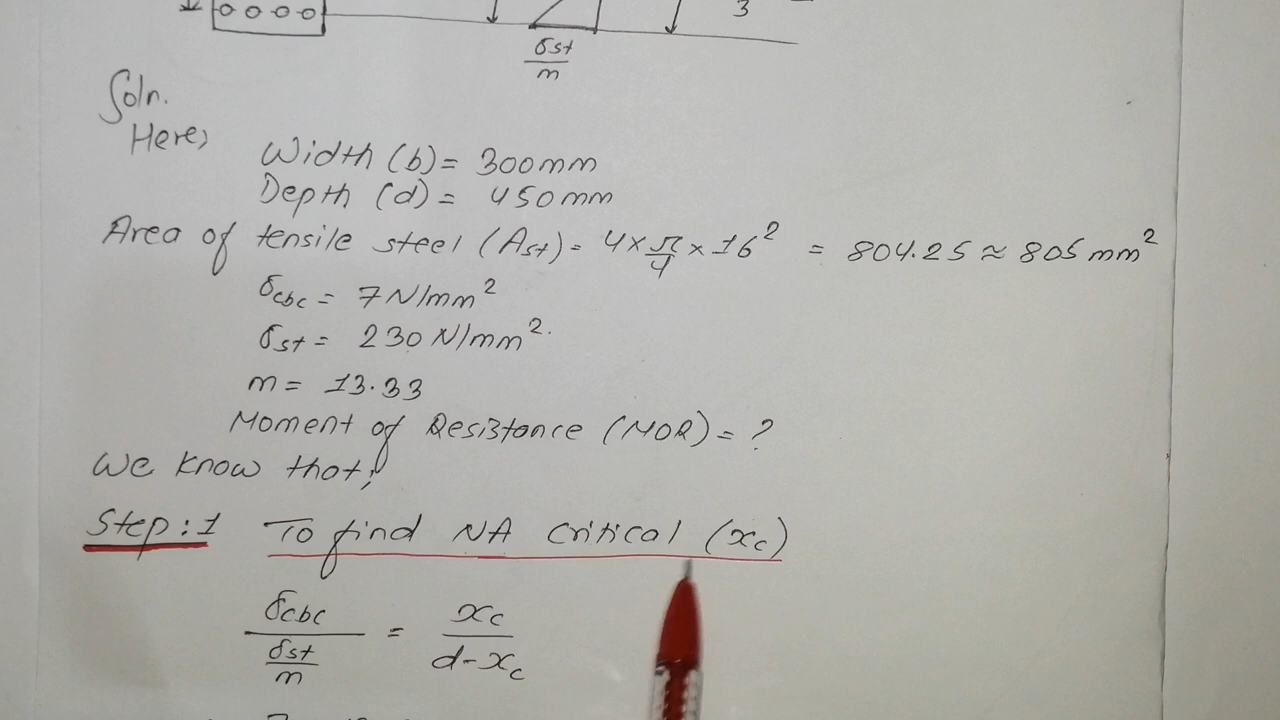 3
σst/m
Soln.
Here,
Width (b) = 300mm
Depth (d) = 450mm
Area of tensile steel (Ast) = 4 × π/4 × 16² = 804.25 ≈ 805 mm²
σcbc = 7 N/mm²
σst = 230 N/mm².
m = 13.33
Moment of Resistance (MOR) = ?
We know that,
Step:1 To find NA critical (xc)
σcbc/(σst/m) = xc/(d-xc)